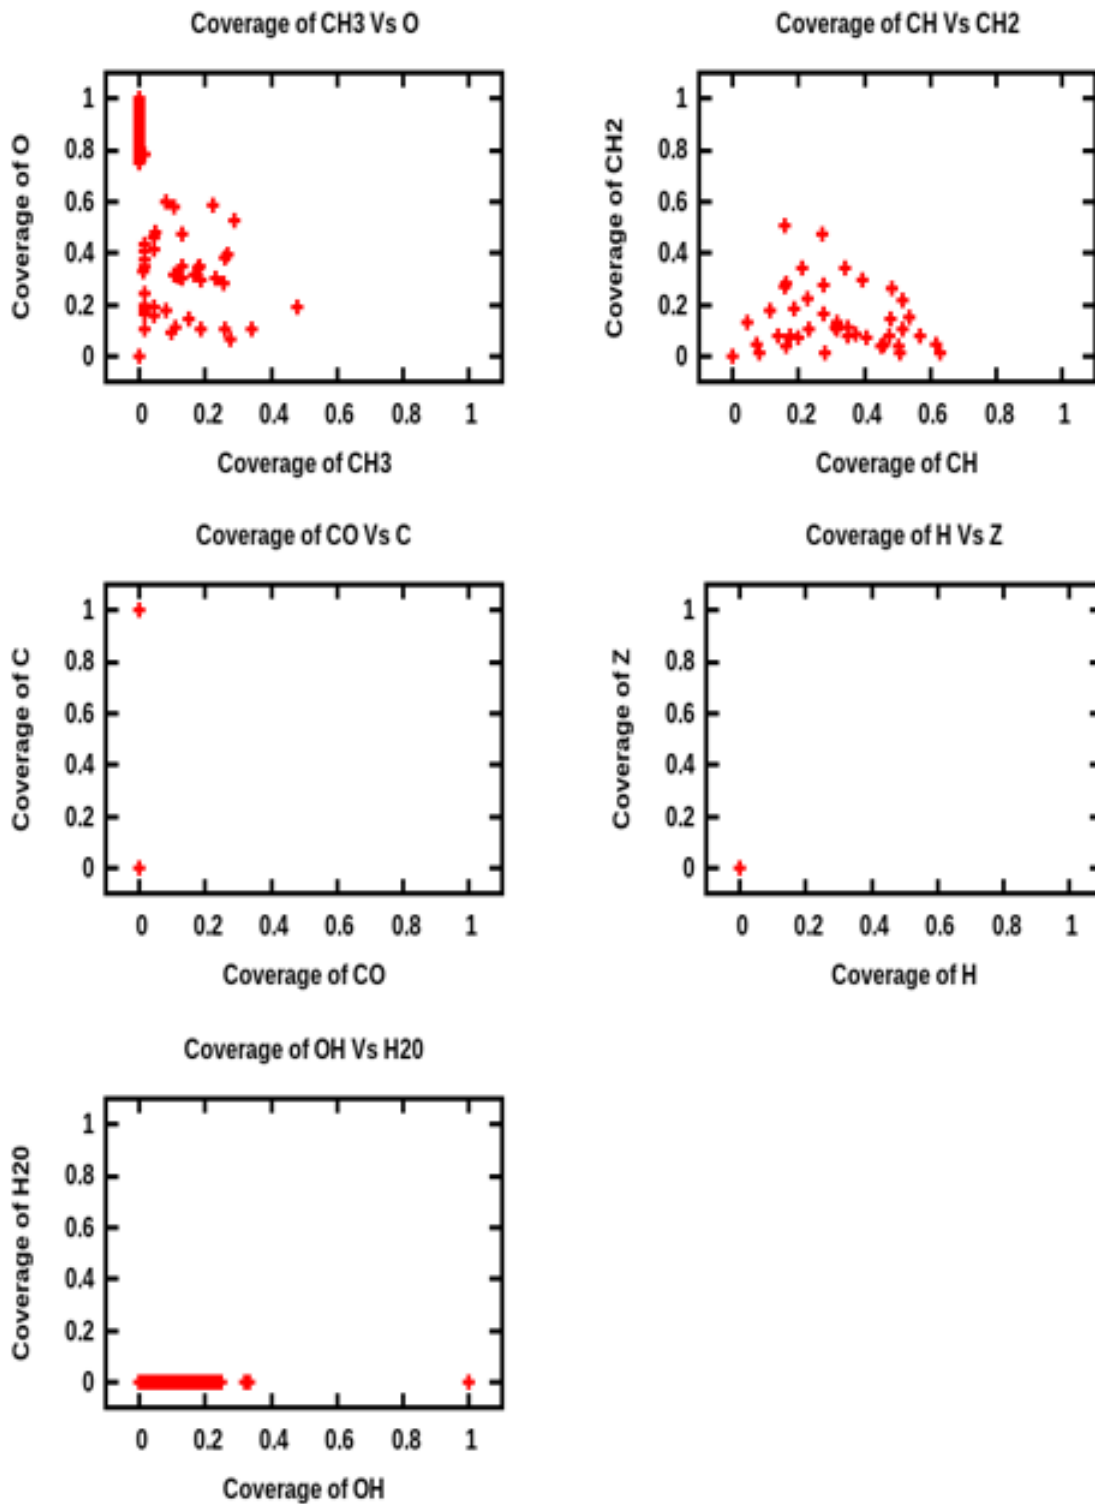 Coverage of CH3 Vs O
Coverage of O
1
0.8
0.6
0.4
0.2
0
0 0.2 0.4 0.6 0.8 1
Coverage of CH3
Coverage of CH Vs CH2
Coverage of CH2
1
0.8
0.6
0.4
0.2
0
0 0.2 0.4 0.6 0.8 1
Coverage of CH
Coverage of CO Vs C
Coverage of C
1
0.8
0.6
0.4
0.2
0
0 0.2 0.4 0.6 0.8 1
Coverage of CO
Coverage of H Vs Z
Coverage of Z
1
0.8
0.6
0.4
0.2
0
0 0.2 0.4 0.6 0.8 1
Coverage of H
Coverage of OH Vs H20
Coverage of H20
1
0.8
0.6
0.4
0.2
0
0 0.2 0.4 0.6 0.8 1
Coverage of OH